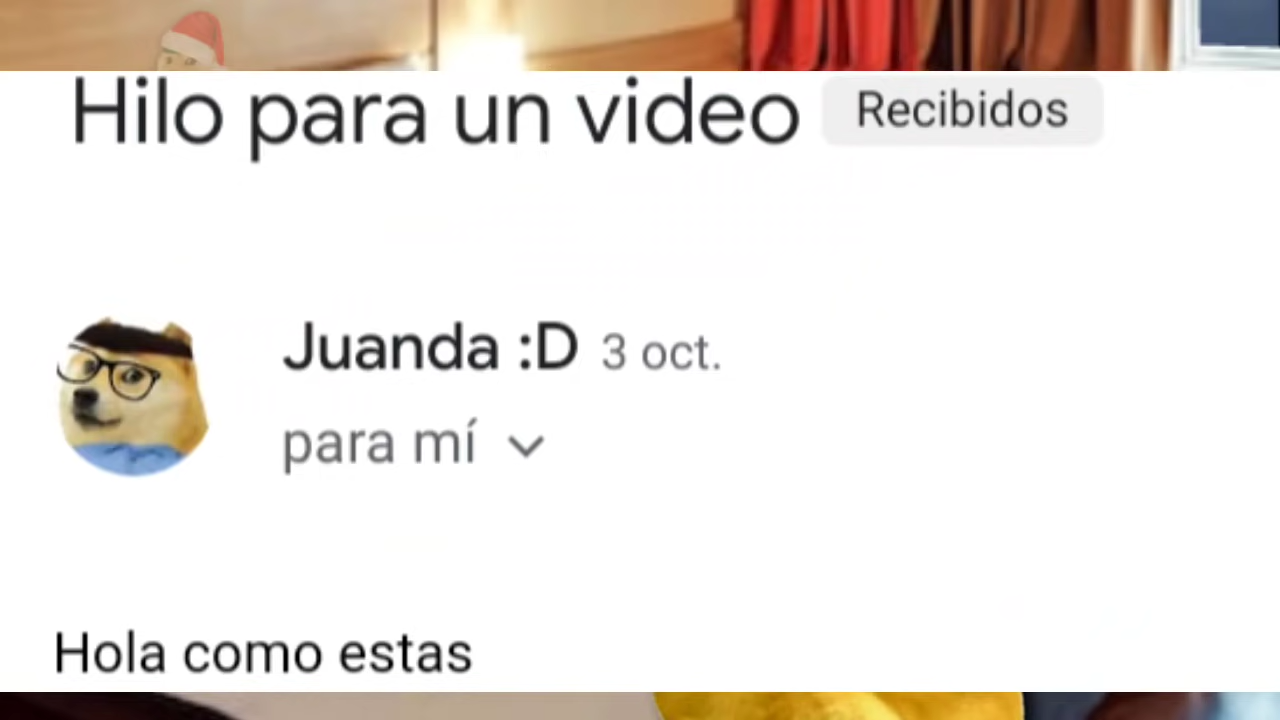 Hilo para un video Recibidos
Juanda :D 3 oct.
para mí
Hola como estas